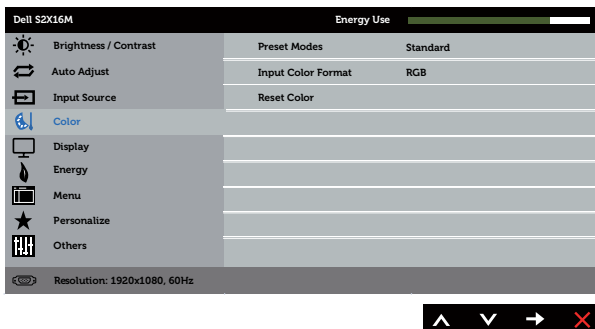 Dell S2X16M Energy Use
Brightness / Contrast Preset Modes Standard
Auto Adjust Input Color Format RGB
Input Source Reset Color
Color
Display
Energy
Menu
Personalize
Others
Resolution: 1920x1080, 60Hz